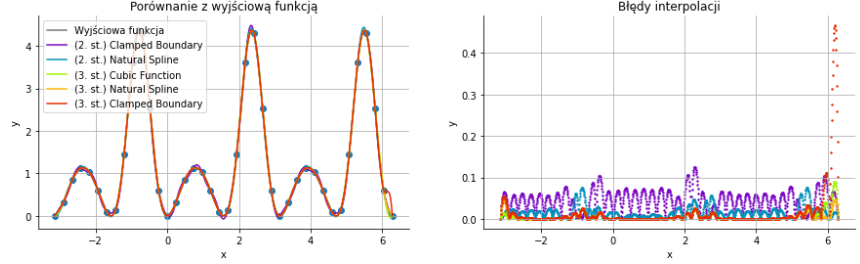 Porównanie z wyjściową funkcją
Wyjściowa funkcja
(2. st.) Clamped Boundary
(2. st.) Natural Spline
(3. st.) Cubic Function
(3. st.) Natural Spline
(3. st.) Clamped Boundary
y
4
3
2
1
0
−2
0
2
4
6
x
Błędy interpolacji
y
0.4
0.3
0.2
0.1
0.0
−2
0
2
4
6
x